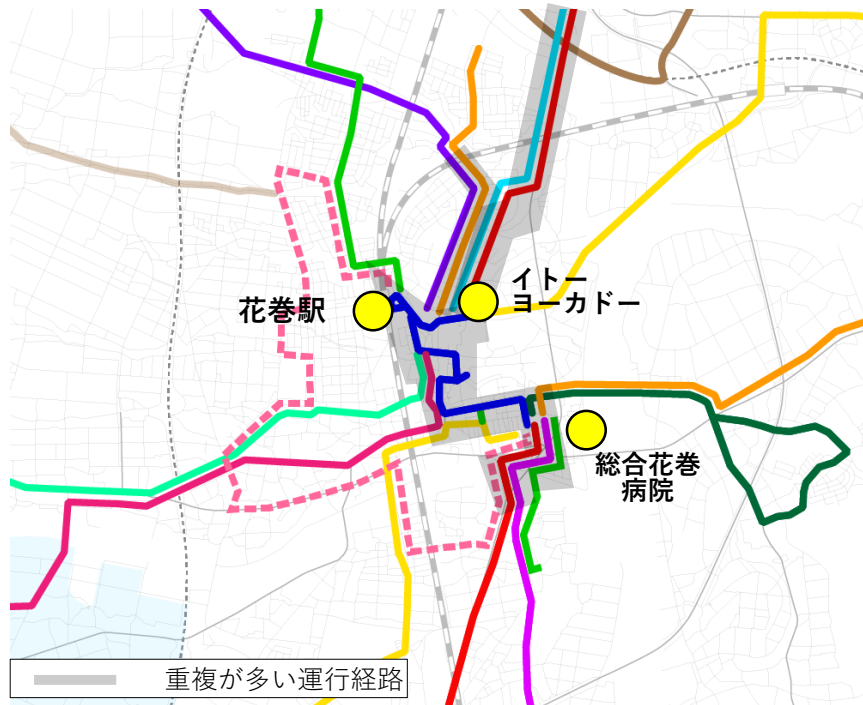 イトー
ヨーカドー
花巻駅
総合花巻
病院
重複が多い運行経路